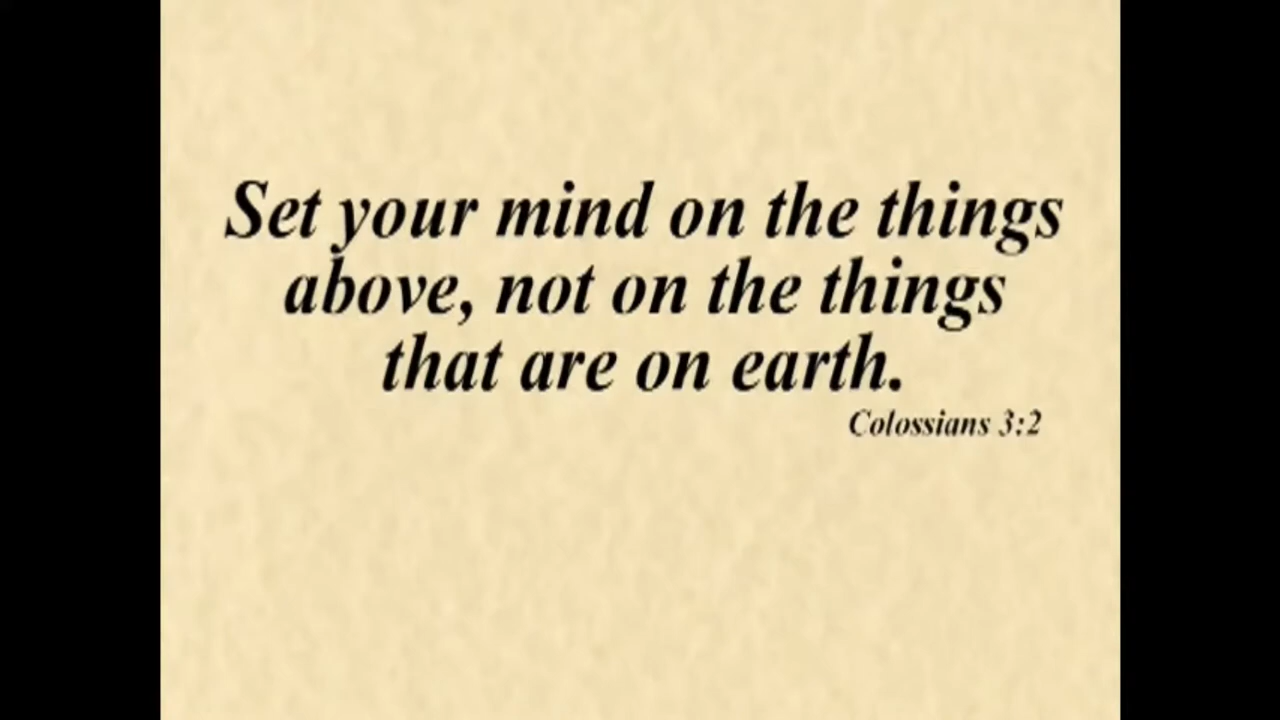 Set your mind on the things
above, not on the things
that are on earth.
Colossians 3:2